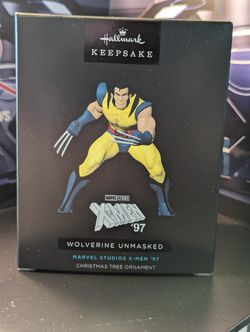 Hallmark
KEEPSAKE
MARVEL STUDIOS
X-MEN
'97
WOLVERINE UNMASKED
MARVEL STUDIOS X-MEN '97
CHRISTMAS TREE ORNAMENT